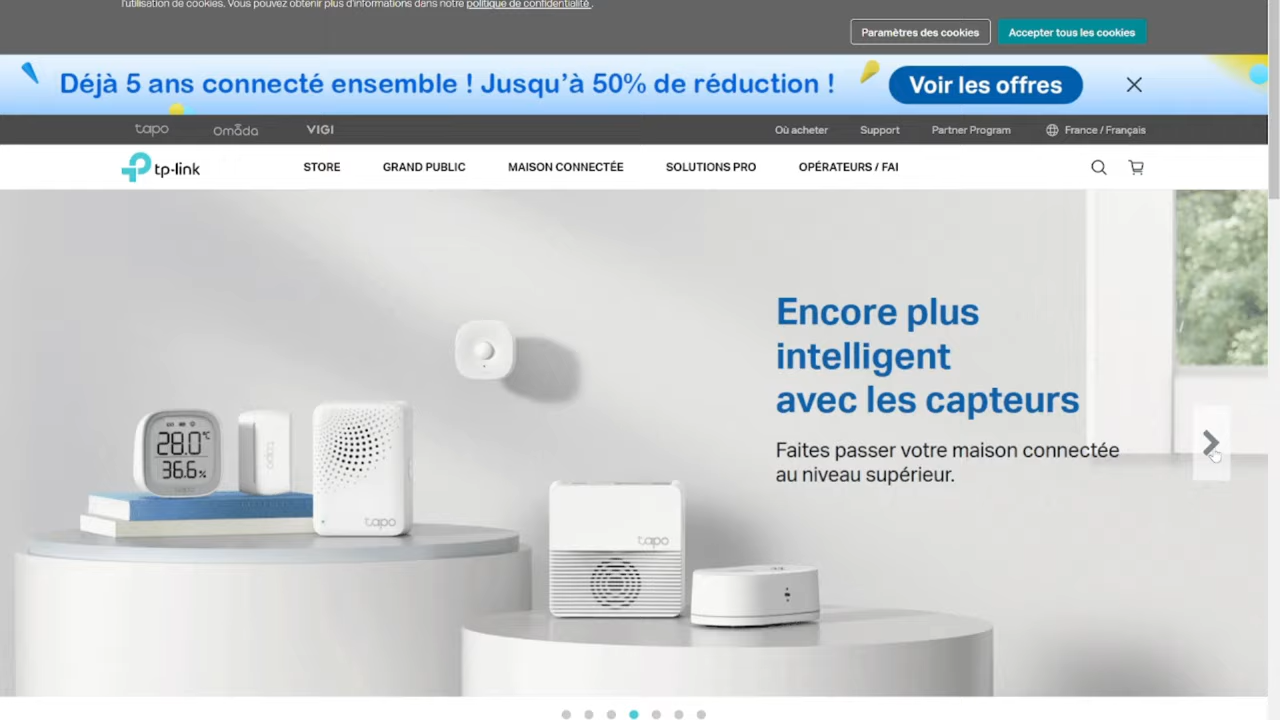 l'utilisation de cookies. Vous pouvez obtenir plus d'informations dans notre politique de confidentialité .
Paramètres des cookies
Accepter tous les cookies
Déjà 5 ans connecté ensemble ! Jusqu'à 50% de réduction !
Voir les offres
tapo
omada
VIGI
Où acheter
Support
Partner Program
France / Français
tp-link
STORE
GRAND PUBLIC
MAISON CONNECTÉE
SOLUTIONS PRO
OPÉRATEURS / FAI
Encore plus
intelligent
avec les capteurs
Faites passer votre maison connectée
au niveau supérieur.
28.0°C
36.6%
tapo
tapo
tapo
tapo